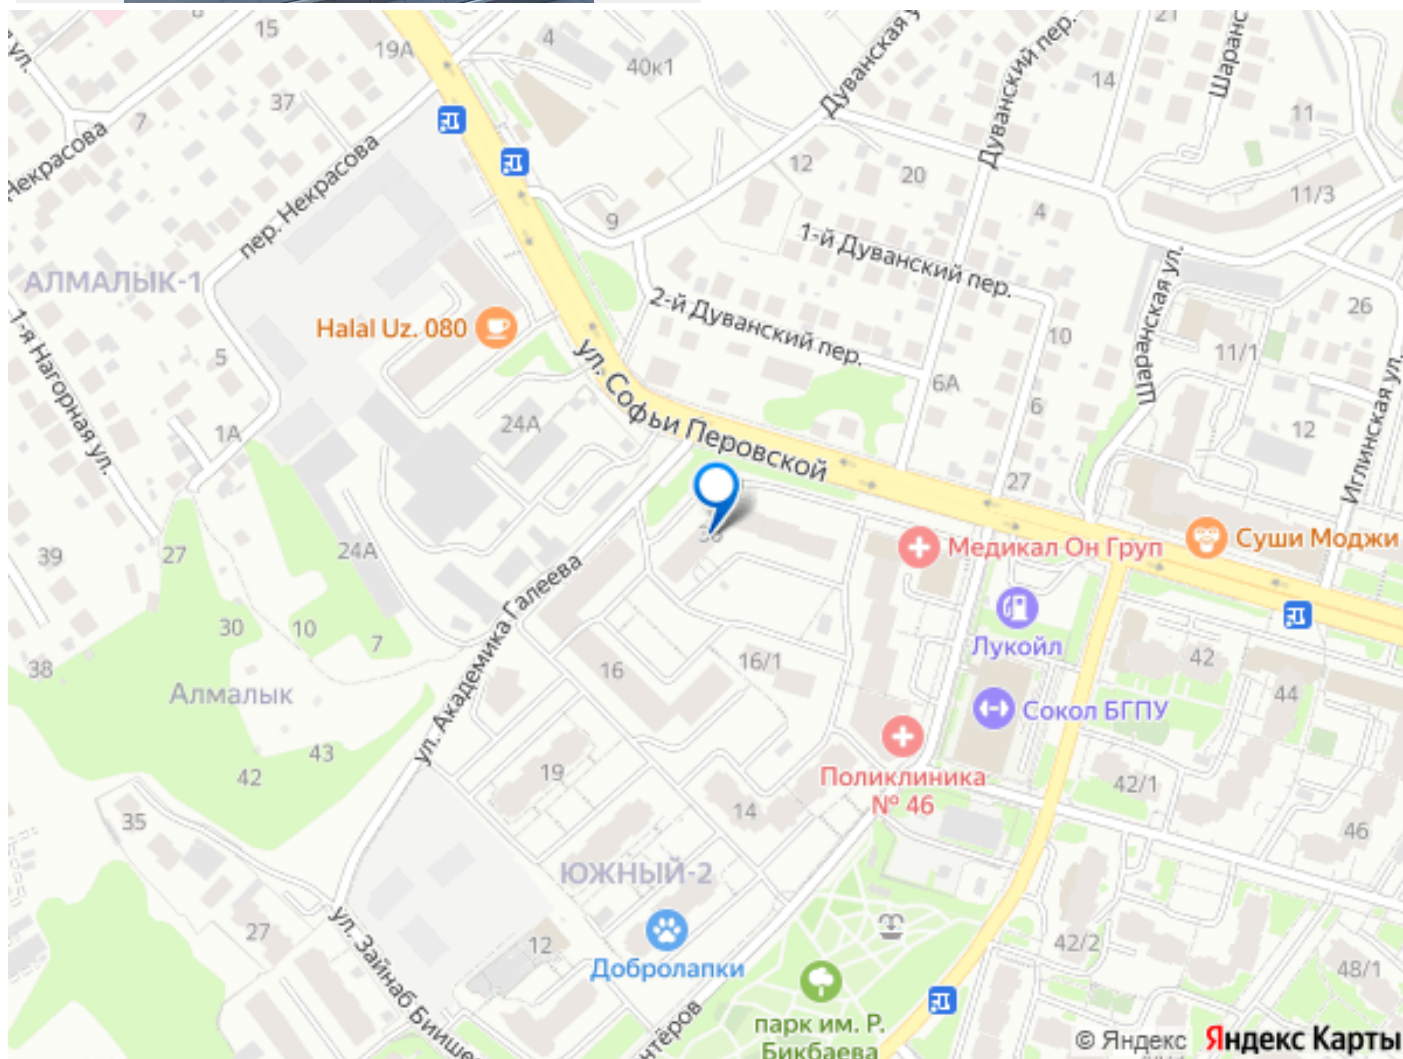 15
19А
4
40к1
Дуванская у
Дуванский пер.
21
14
Шаранс
ул.
37
7
Некрасова
пер. Некрасова
11
12
20
11/3
9
4
1-й Дуванский пер.
АЛМАЛЫК-1
2-й Дуванский пер.
Шаранская ул.
26
Halal Uz. 080
1-я Нагорная ул.
5
10
11/1
6А
6
ул. Софьи Перовской
24А
1А
12
Иглинская ул.
27
39
27
24А
Медикал Он Груп
Суши Моджи
ул. Академика Галеева
30
10
7
Лукойл
38
16
16/1
42
Алмалык
44
Сокол БГПУ
43
42
19
Поликлиника
№ 46
42/1
35
14
46
ЮЖНЫЙ-2
ул. Зайнаб Биише
27
12
42/2
Добролапки
48/1
нтёров
парк им. Р.
Бикбаева
© Яндекс Яндекс Карты